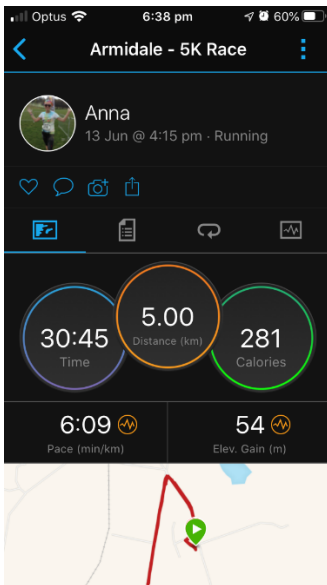 Optus 6:38 pm 60%
Armidale - 5K Race
Anna
13 Jun @ 4:15 pm · Running
5.00
Distance (km)
30:45
Time
281
Calories
6:09
Pace (min/km)
54
Elev. Gain (m)